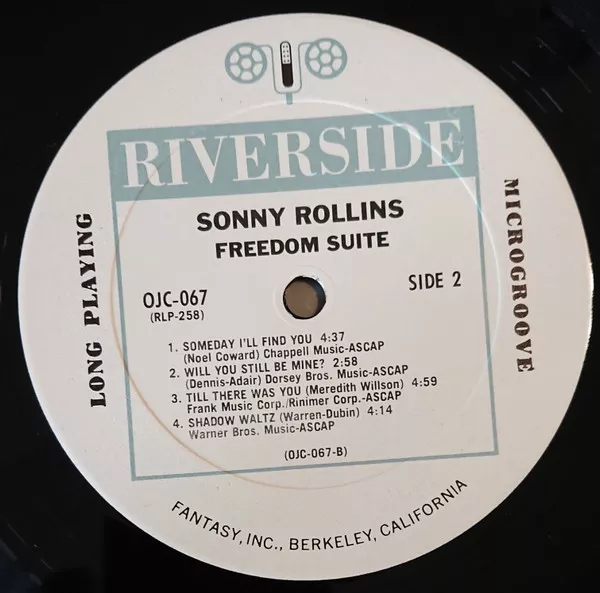 RIVERSIDE
SONNY ROLLINS
FREEDOM SUITE
LONG PLAYING
MICROGROOVE
OJC-067
(RLP-258)
SIDE 2
1. SOMEDAY I'LL FIND YOU 4:37
(Noel Coward) Chappell Music-ASCAP
2. WILL YOU STILL BE MINE? 2:58
(Dennis-Adair) Dorsey Bros. Music-ASCAP
3. TILL THERE WAS YOU (Meredith Willson) 4:59
Frank Music Corp./Rinimer Corp.-ASCAP
4. SHADOW WALTZ (Warren-Dubin) 4:14
Warner Bros. Music-ASCAP
(OJC-067-B)
FANTASY, INC., BERKELEY, CALIFORNIA